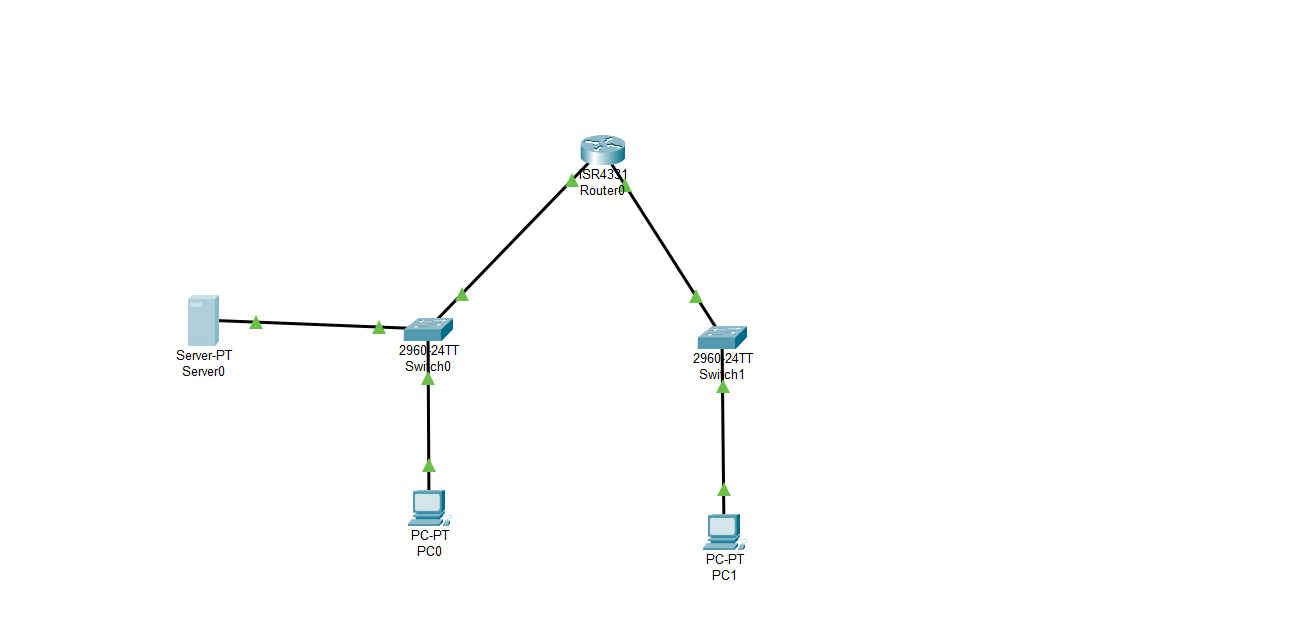 ISR4331
Router0
Server-PT
Server0
2960-24TT
Switch0
2960-24TT
Switch1
PC-PT
PC0
PC-PT
PC1